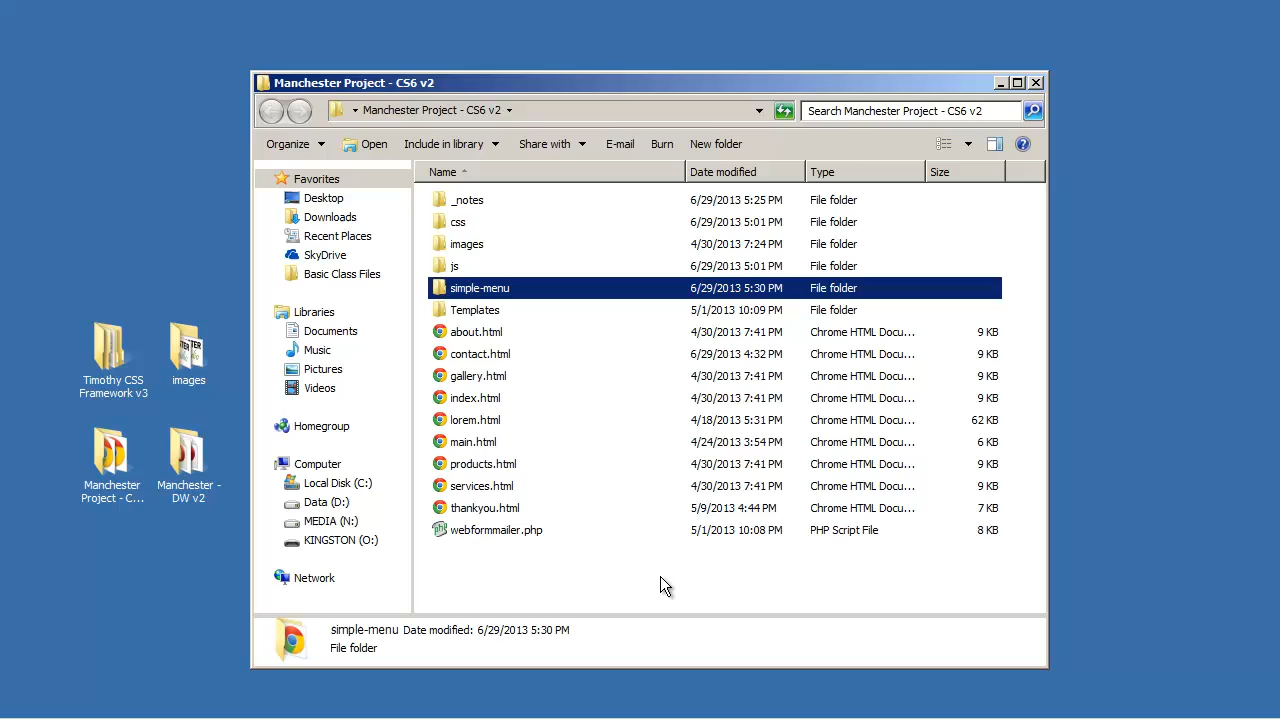 Manchester Project - CS6 v2
Manchester Project - CS6 v2
Search Manchester Project - CS6 v2
Organize Open Include in library Share with E-mail Burn New folder
Name Date modified Type Size
Favorites
Desktop
Downloads
Recent Places
SkyDrive
Basic Class Files
Libraries
Documents
Music
Pictures
Videos
Homegroup
Computer
Local Disk (C:)
Data (D:)
MEDIA (N:)
KINGSTON (O:)
Network
_notes 6/29/2013 5:25 PM File folder
css 6/29/2013 5:01 PM File folder
images 4/30/2013 7:24 PM File folder
js 6/29/2013 5:01 PM File folder
simple-menu 6/29/2013 5:30 PM File folder
Templates 5/1/2013 10:09 PM File folder
about.html 4/30/2013 7:41 PM Chrome HTML Docu... 9 KB
contact.html 6/29/2013 4:32 PM Chrome HTML Docu... 9 KB
gallery.html 4/30/2013 7:41 PM Chrome HTML Docu... 9 KB
index.html 4/30/2013 7:41 PM Chrome HTML Docu... 9 KB
lorem.html 4/18/2013 5:31 PM Chrome HTML Docu... 62 KB
main.html 4/24/2013 3:54 PM Chrome HTML Docu... 6 KB
products.html 4/30/2013 7:41 PM Chrome HTML Docu... 9 KB
services.html 4/30/2013 7:41 PM Chrome HTML Docu... 9 KB
thankyou.html 5/9/2013 4:44 PM Chrome HTML Docu... 7 KB
webformmailer.php 5/1/2013 10:08 PM PHP Script File 8 KB
simple-menu Date modified: 6/29/2013 5:30 PM
File folder
Timothy CSS
Framework v3
images
Manchester
Project - C...
Manchester -
DW v2